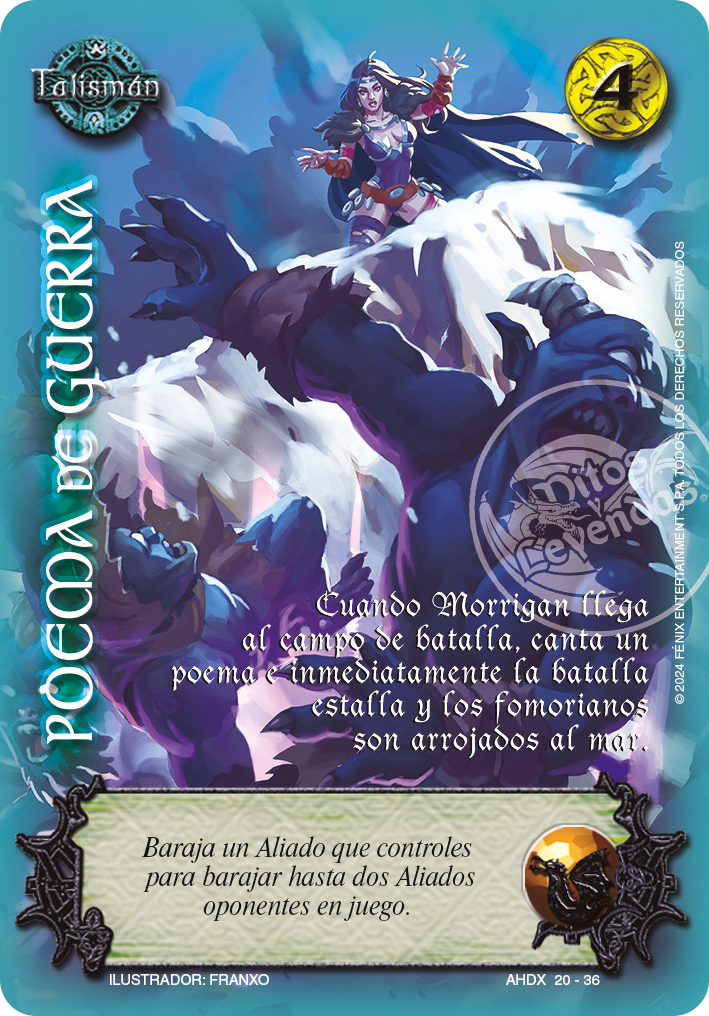 Talismán
4
POEMA DE GUERRA
Cuando Morrigan llega
al campo de batalla, canta un
poema e inmediatamente la batalla
estalla y los fomorianos
son arrojados al mar.
Mitos
y
Leyendas
®
© 2024 FÉNIX ENTERTAINMENT S.P.A. TODOS LOS DERECHOS RESERVADOS
Baraja un Aliado que controles
para barajar hasta dos Aliados
oponentes en juego.
ILUSTRADOR: FRANXO
AHDX 20 - 36